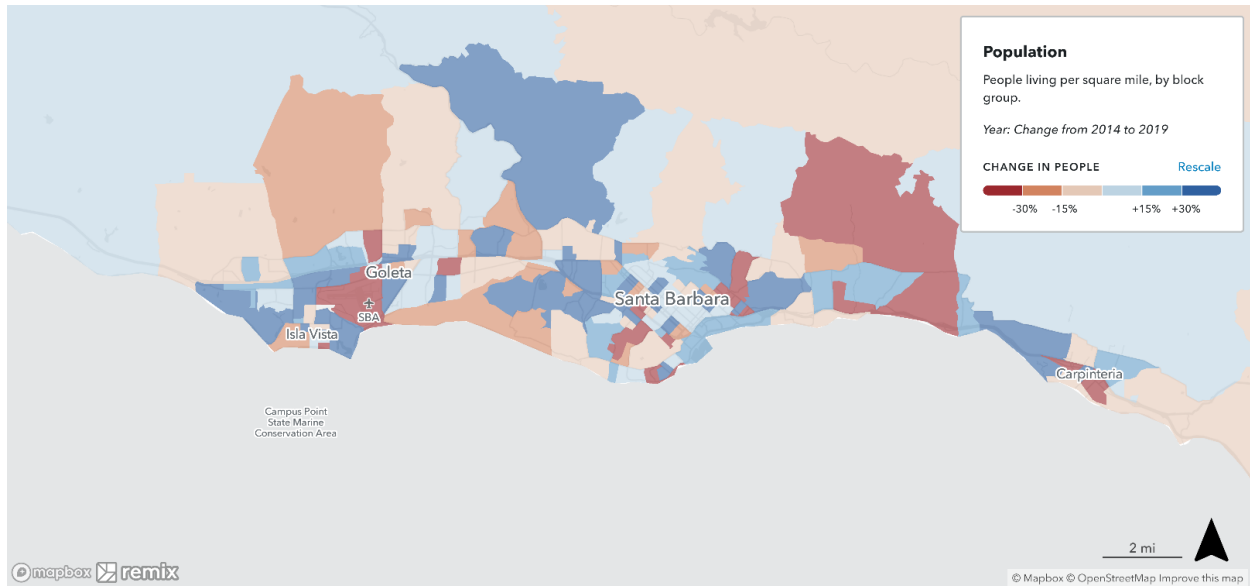 Population
People living per square mile, by block
group.
Year: Change from 2014 to 2019
CHANGE IN PEOPLE Rescale
-30% -15% +15% +30%
Goleta
SBA
Isla Vista
Santa Barbara
Carpinteria
Campus Point
State Marine
Conservation Area
2 mi
mapbox remix
© Mapbox © OpenStreetMap Improve this map